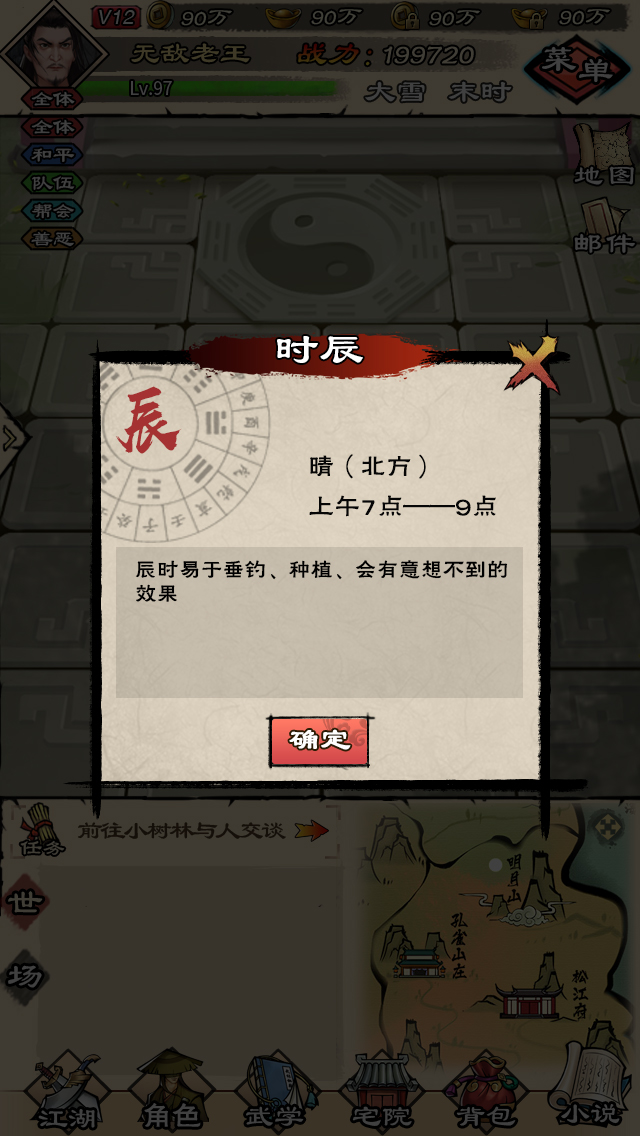 V12 90万 90万 90万 90万
无敌老王 战力：199720 菜单
Lv.97
大雪 末时
全体
全体
和平
队伍
帮会
善恶
地图
邮件
时辰
辰
晴（北方）
上午7点——9点
辰时易于垂钓、种植、会有意想不到的
效果
确定
任务
前往小树林与人交谈
世
场
明月山
孔雀山庄
松江府
江湖 角色 武学 宅院 背包 小说